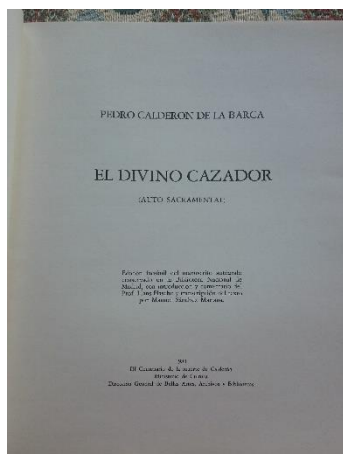 PEDRO CALDERON DE LA BARCA
EL DIVINO CAZADOR
(AUTO SACRAMENTAL)
Edición facsímil del manuscrito autógrafo
conservado en la Biblioteca Nacional de
Madrid, con introducción y comentario del
Prof. Hans Flasche y transcripción del texto
por Manuel Sánchez Mariana.
1981
III Centenario de la muerte de Calderón
Ministerio de Cultura
Dirección General de Bellas Artes, Archivos y Bibliotecas